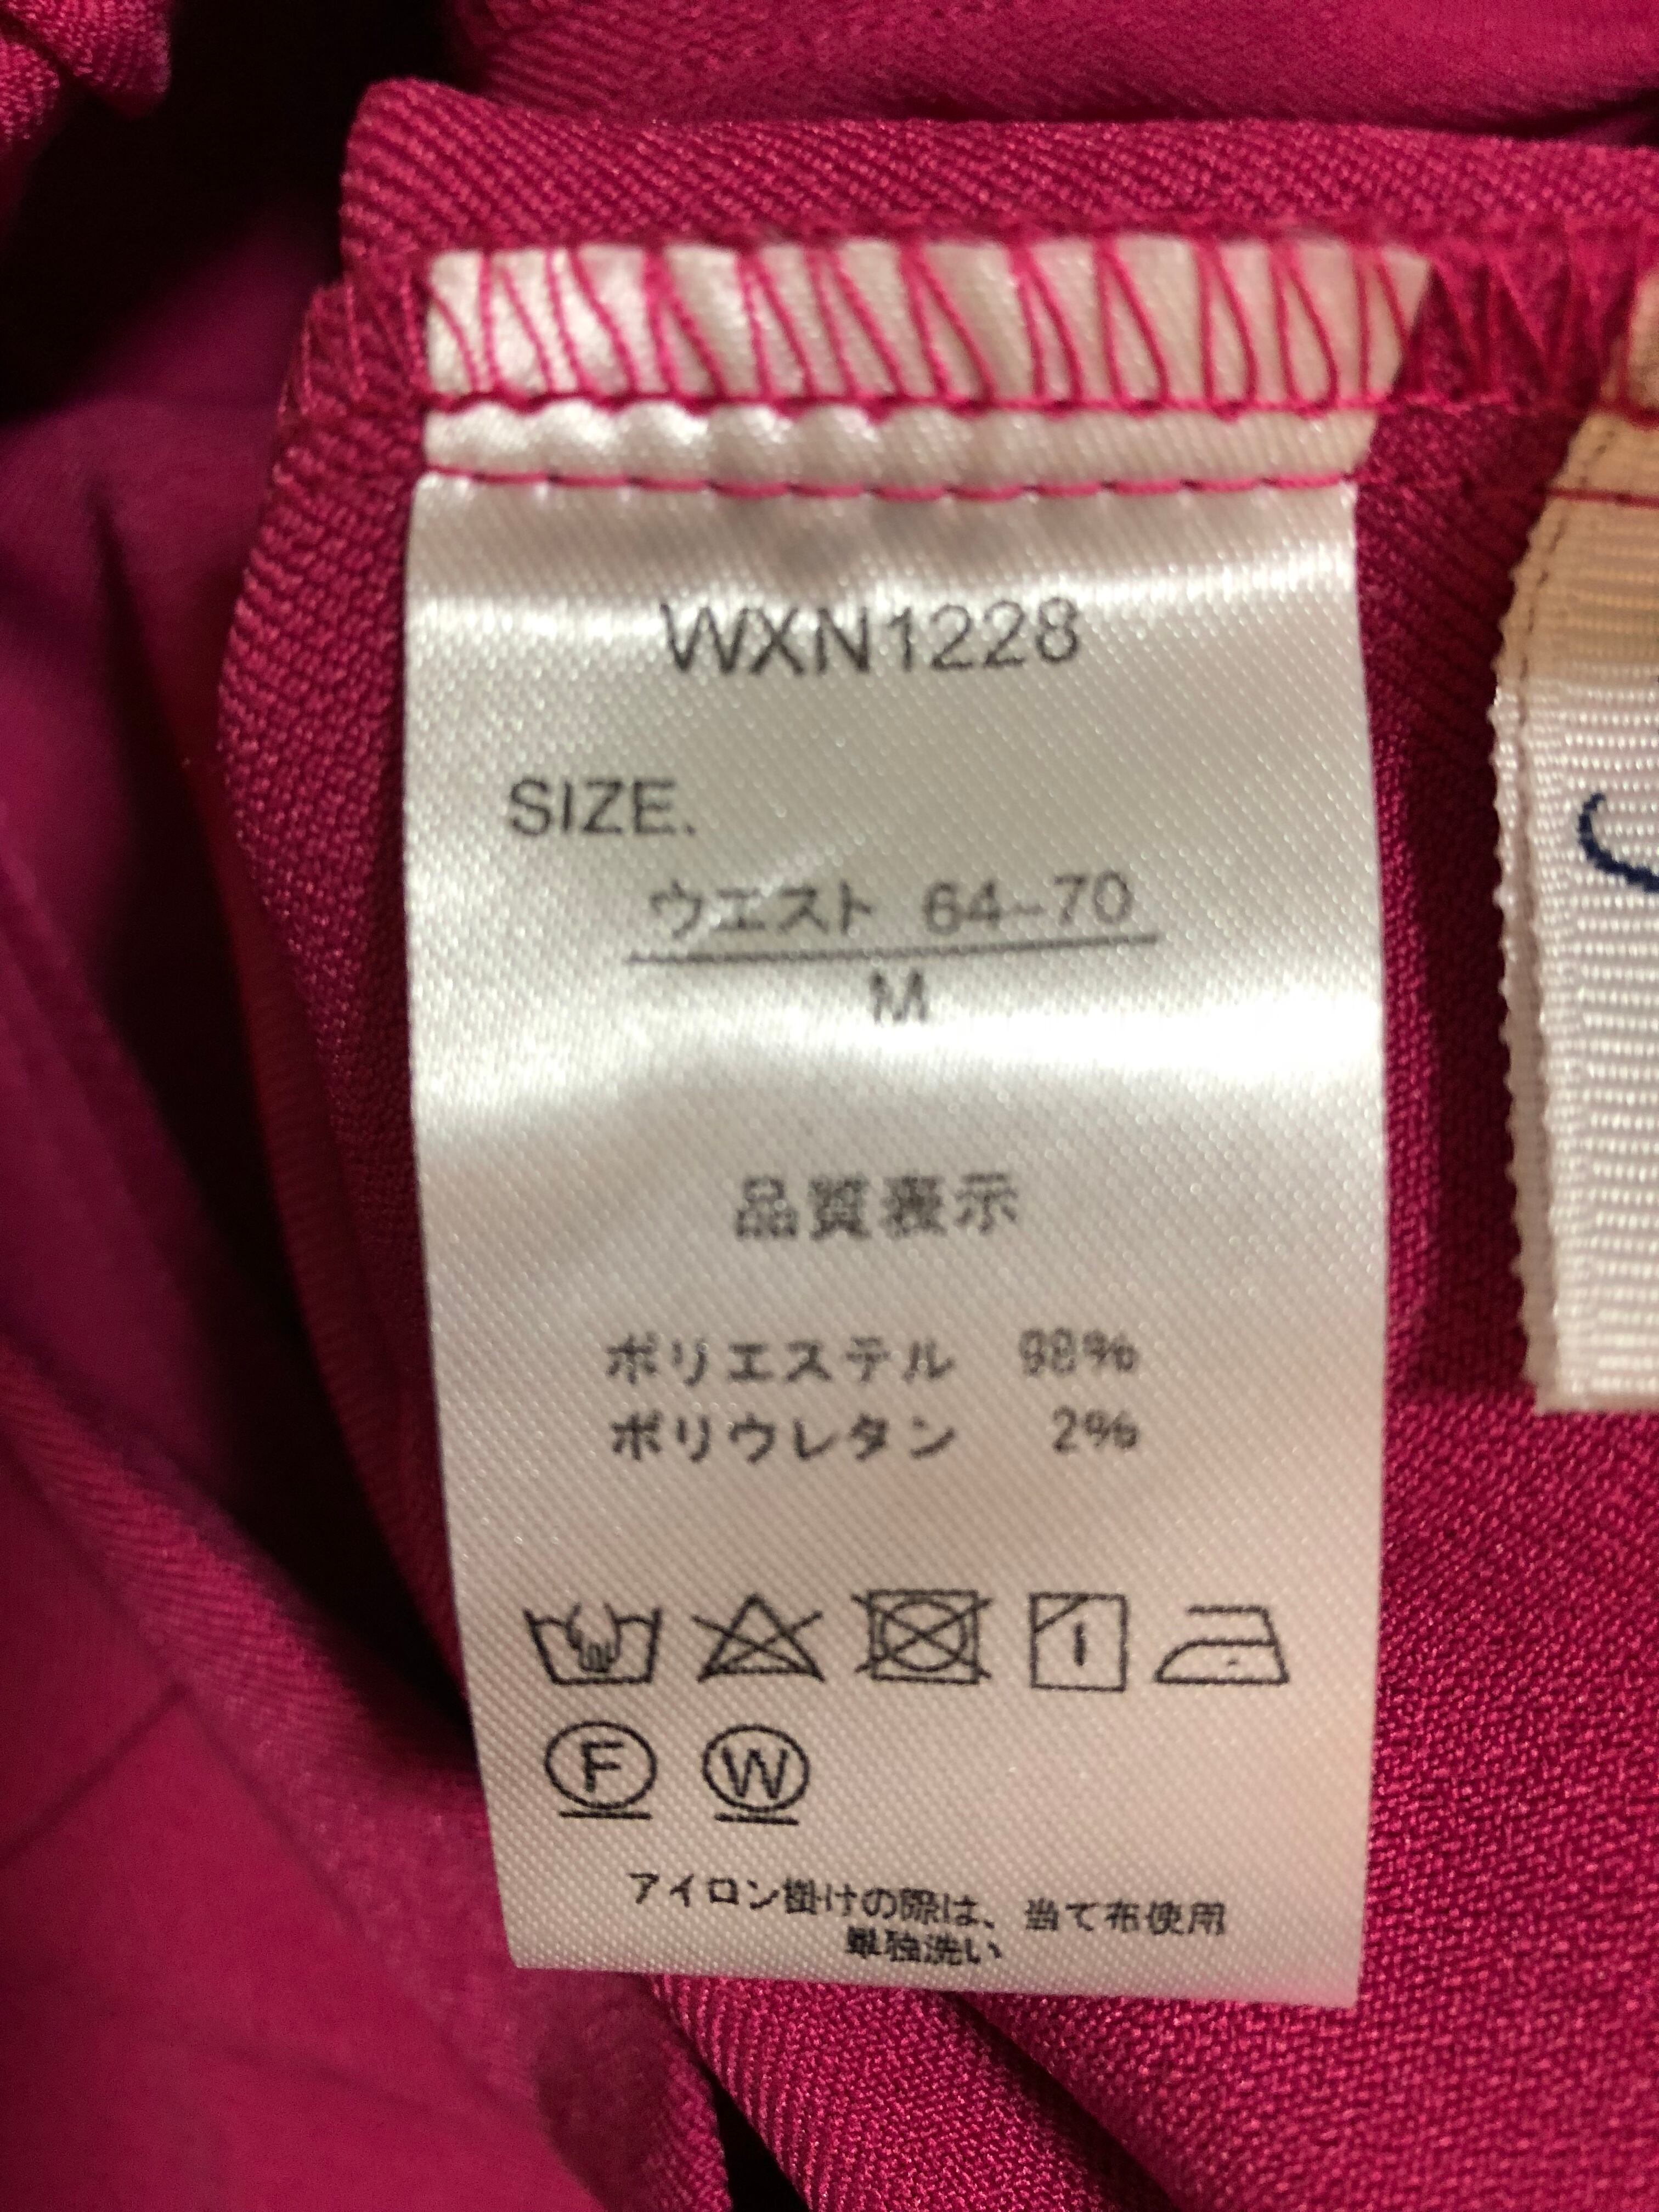 WXN1228
SIZE.
ウエスト 64-70
M
品質表示
ポリエステル 98%
ポリウレタン 2%
F W
アイロン掛けの際は、当て布使用
単独洗い